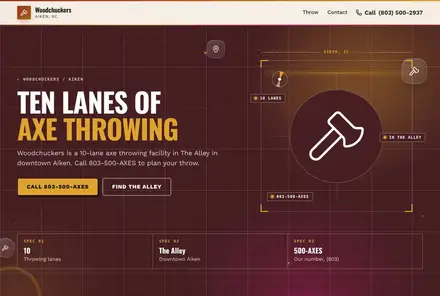 Woodchuckers
AIKEN, SC
Throw
Contact
Call (803) 500-2937
AIKEN, SC
WOODCHUCKERS / AIKEN
10 LANES
TEN LANES OF
AXE THROWING
IN THE ALLEY
Woodchuckers is a 10-lane axe throwing facility in The Alley in
downtown Aiken. Call 803-500-AXES to plan your throw.
CALL 803-500-AXES
FIND THE ALLEY
803-500-AXES
SPEC 01
10
Throwing lanes
SPEC 02
The Alley
Downtown Aiken
SPEC 03
500-AXES
Our number, (803)